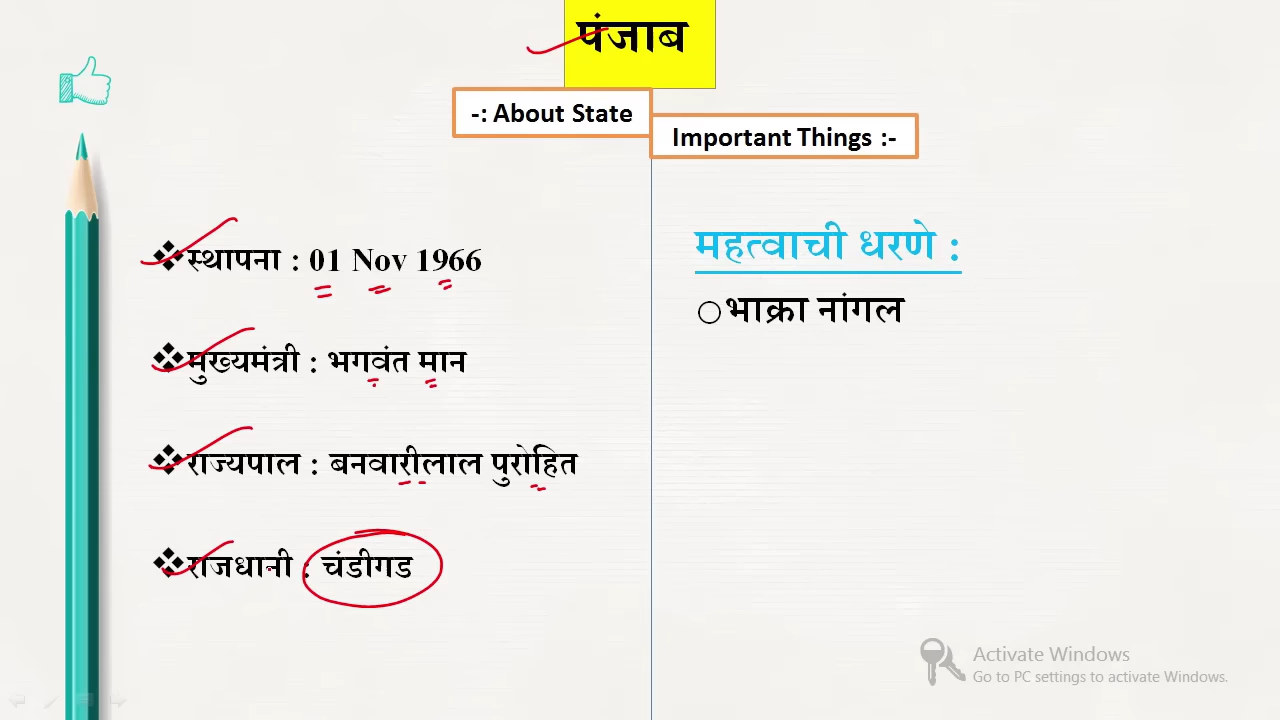 पंजाब
-: About State
Important Things :-
❖स्थापना : 01 Nov 1966
❖मुख्यमंत्री : भगवंत मान
❖राज्यपाल : बनवारीलाल पुरोहित
❖राजधानी : चंडीगड
महत्वाची धरणे :
○भाक्रा नांगल
Activate Windows
Go to PC settings to activate Windows.